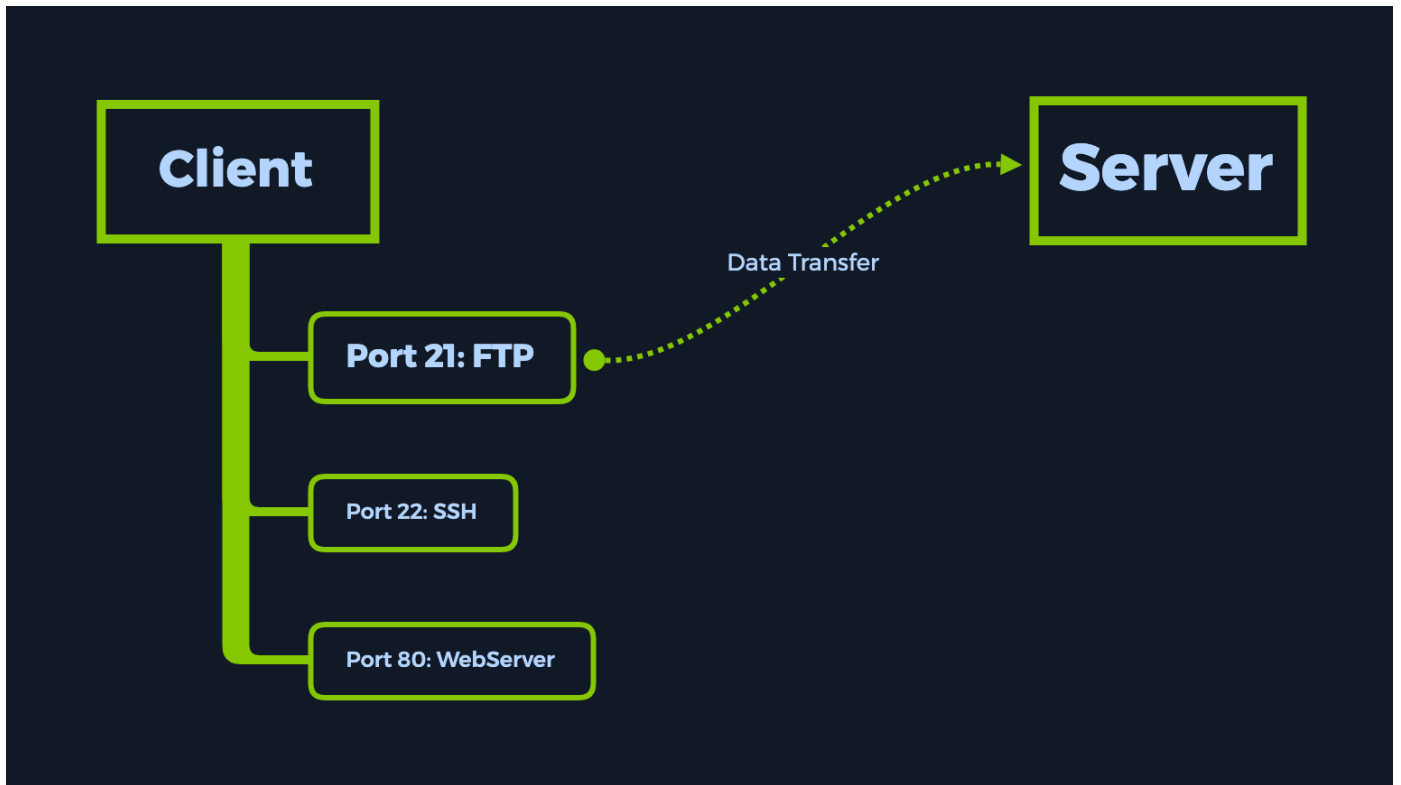 Client
Server
Data Transfer
Port 21: FTP
Port 22: SSH
Port 80: WebServer